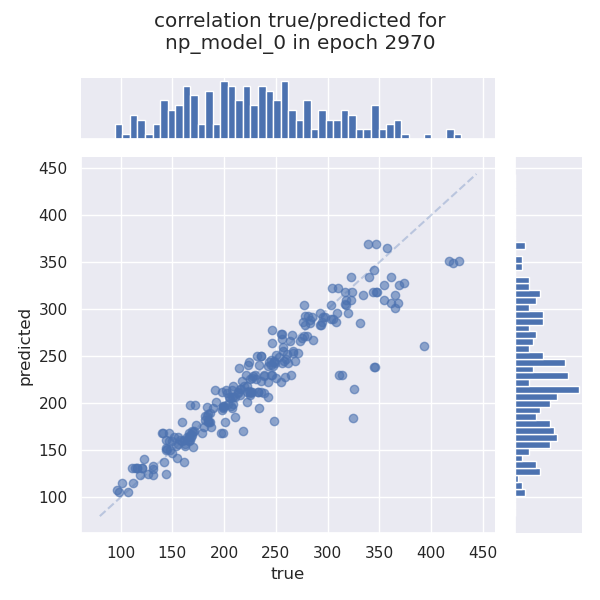 correlation true/predicted for
np_model_0 in epoch 2970
450
400
350
300
250
200
150
100
predicted
100 150 200 250 300 350 400 450
true